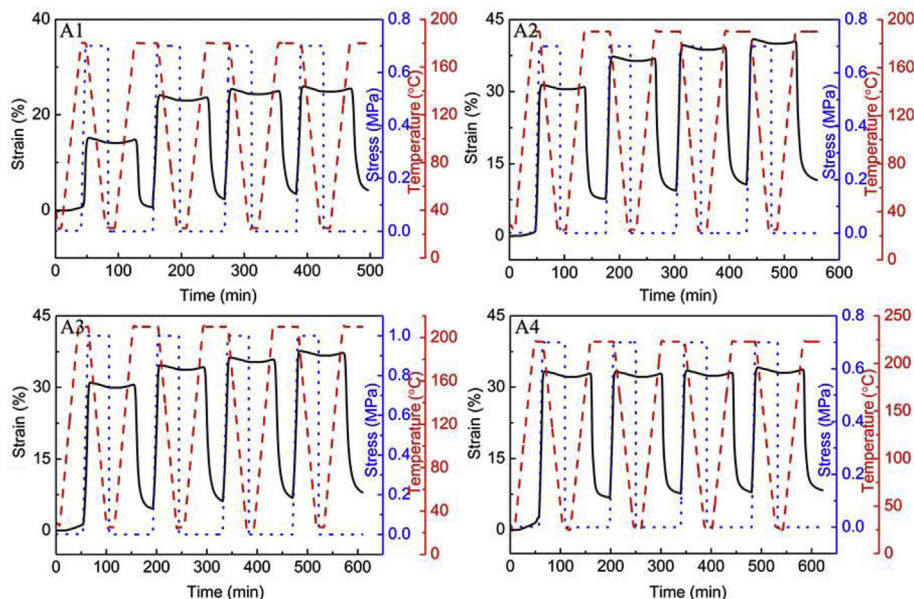 A1
Strain (%)
40
20
0
0 100 200 300 400 500
Time (min)
0.8
0.6
0.4
0.2
0.0
Stress (MPa)
200
160
120
80
40
0
Temperature (°C)
A2
Strain (%)
45
30
15
0
0 100 200 300 400 500 600
Time (min)
0.8
0.6
0.4
0.2
0.0
Stress (MPa)
200
160
120
80
40
0
Temperature (°C)
A3
Strain (%)
45
30
15
0
0 100 200 300 400 500 600
Time (min)
1.0
0.8
0.6
0.4
0.2
0.0
Stress (MPa)
200
160
120
80
40
0
Temperature (°C)
A4
Strain (%)
45
30
15
0
0 100 200 300 400 500 600
Time (min)
0.8
0.6
0.4
0.2
0.0
Stress (MPa)
250
200
150
100
50
0
Temperature (°C)